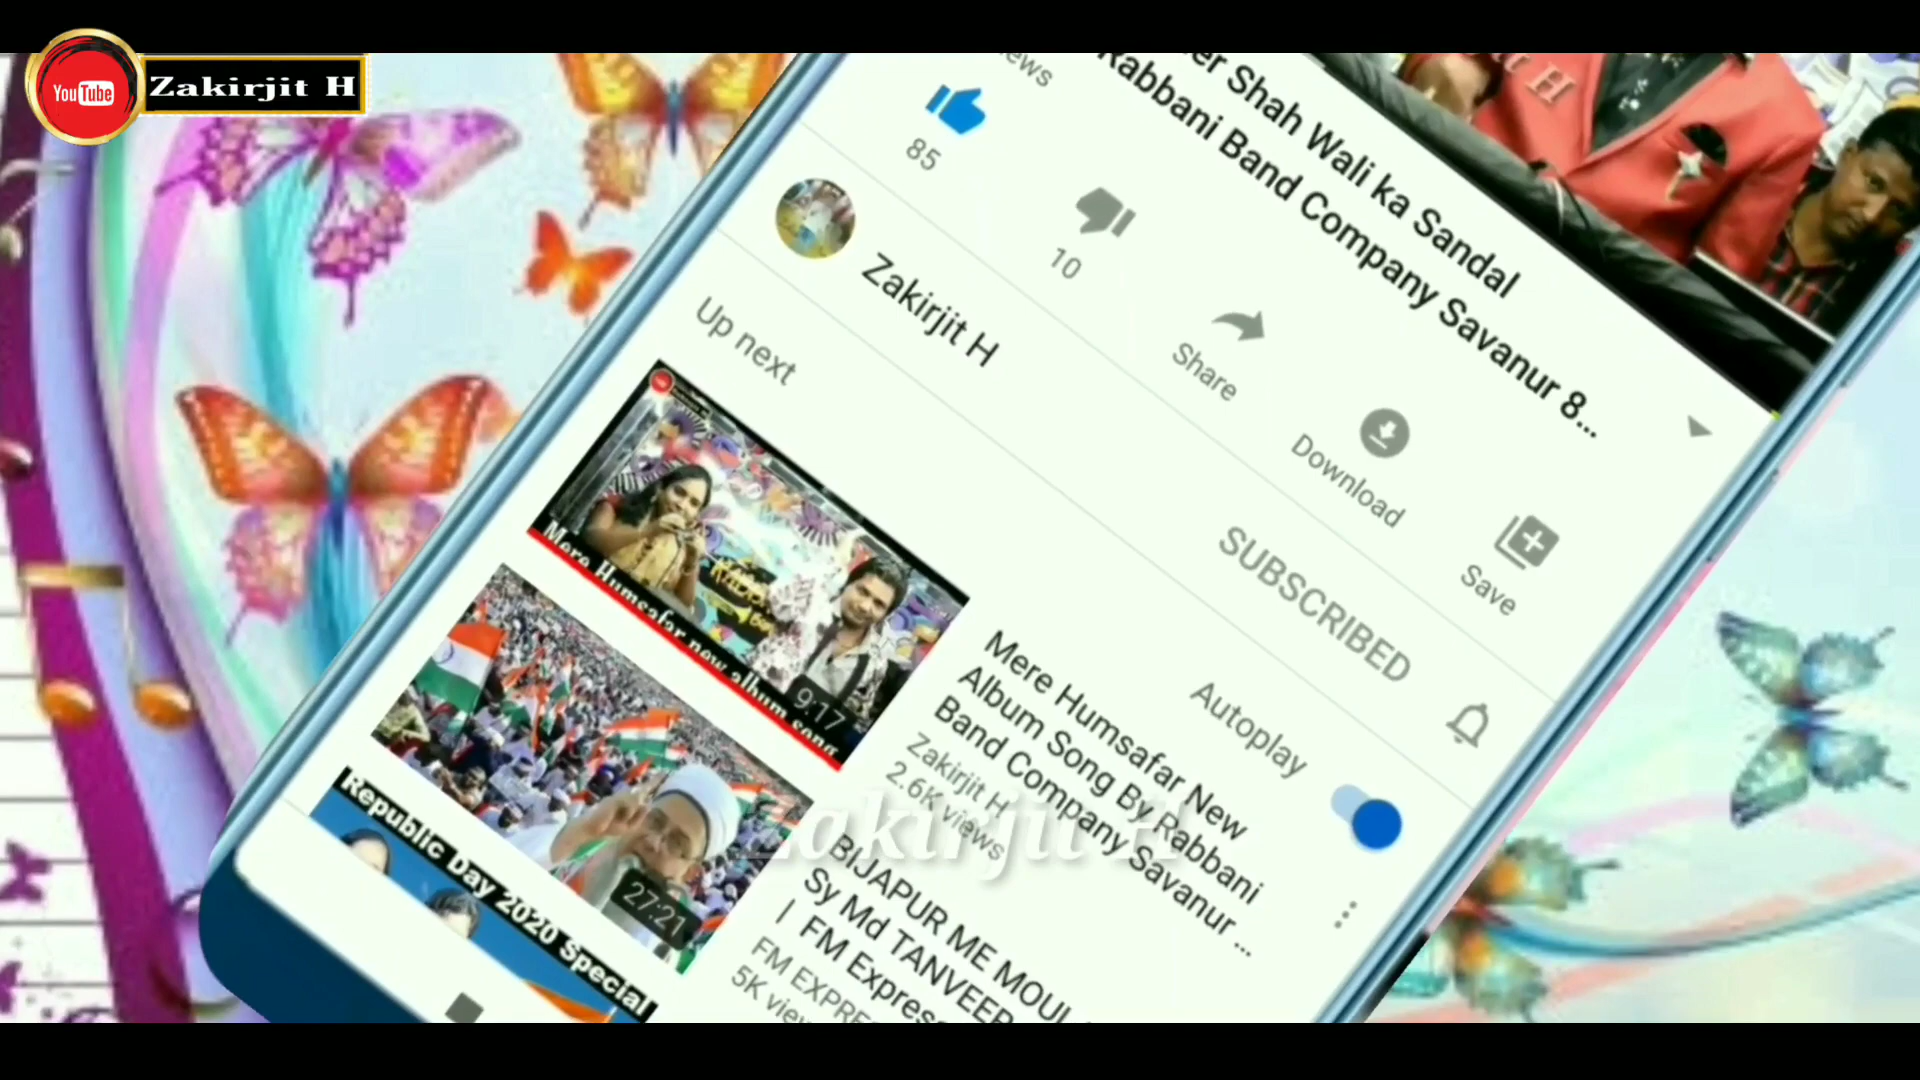 YouTube
Zakirjit H
er Shah Wali ka Sandal
Rabbani Band Company Savanur 8...
ews
85
10
Share
Download
Save
Zakirjit H
SUBSCRIBED
Up next
Autoplay
Mere Humsafar new album song
9:17
Mere Humsafar New
Album Song By Rabbani
Band Company Savanur ...
Zakirjit H
2.6K views
Zakirjit H
27:21
BIJAPUR ME MOUL
Sy Md TANVEER
| FM Express
FM EXPRE
5K view
Republic Day 2020 Special